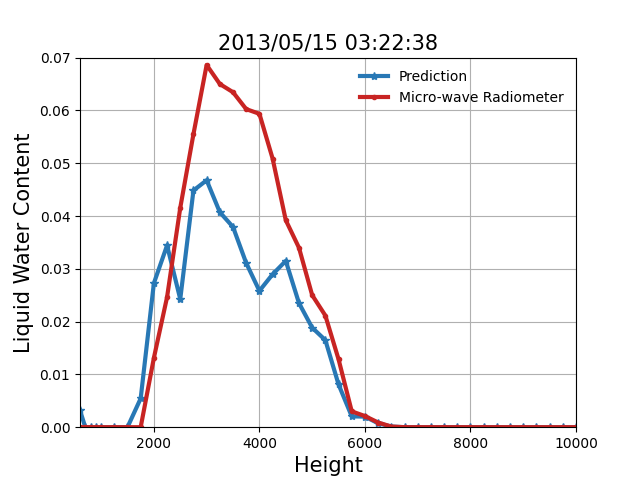 2013/05/15 03:22:38
Prediction
Micro-wave Radiometer
Liquid Water Content
0.07
0.06
0.05
0.04
0.03
0.02
0.01
0.00
2000 4000 6000 8000 10000
Height